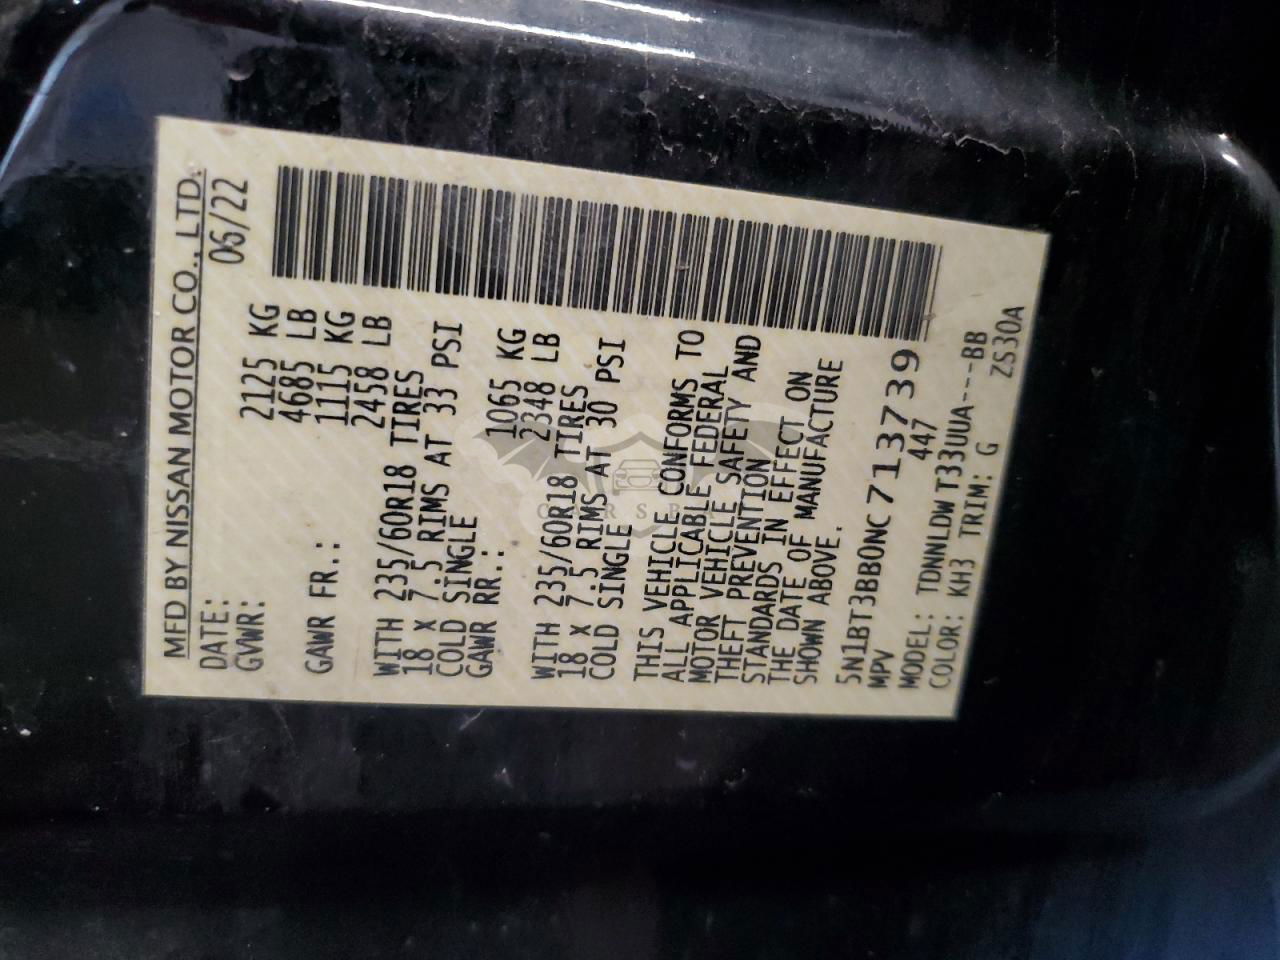 MFD BY NISSAN MOTOR CO., LTD.
DATE: 06/22
GVWR: 2125 KG
4685 LB
GAWR FR.: 1115 KG
2458 LB
WITH 235/60R18 TIRES
18 X 7.5 RIMS AT 33 PSI
COLD SINGLE
GAWR RR.: 1065 KG
2348 LB
WITH 235/60R18 TIRES
18 X 7.5 RIMS AT 30 PSI
COLD SINGLE
THIS VEHICLE CONFORMS TO
ALL APPLICABLE FEDERAL
MOTOR VEHICLE SAFETY AND
THEFT PREVENTION
STANDARDS IN EFFECT ON
THE DATE OF MANUFACTURE
SHOWN ABOVE.
5N1BT3BB0NC713739
MPV 447
MODEL: TDNNLDW T33UUA---BB
COLOR: KH3 TRIM: G ZS30A